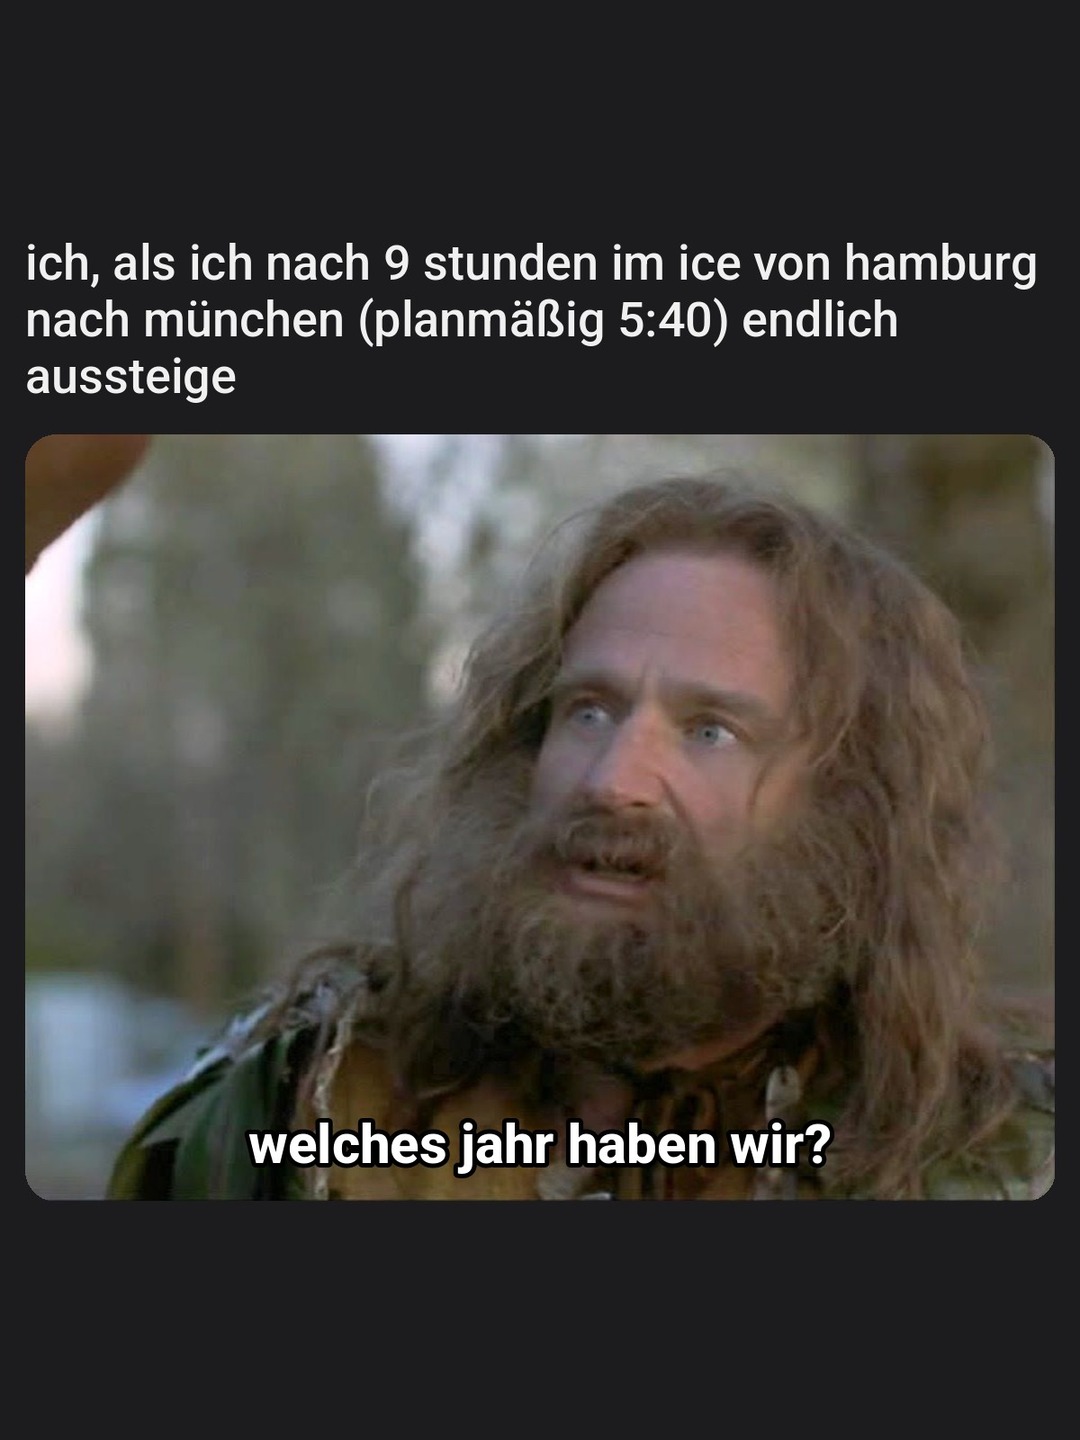 ich, als ich nach 9 stunden im ice von hamburg
nach münchen (planmäßig 5:40) endlich
aussteige
welches jahr haben wir?